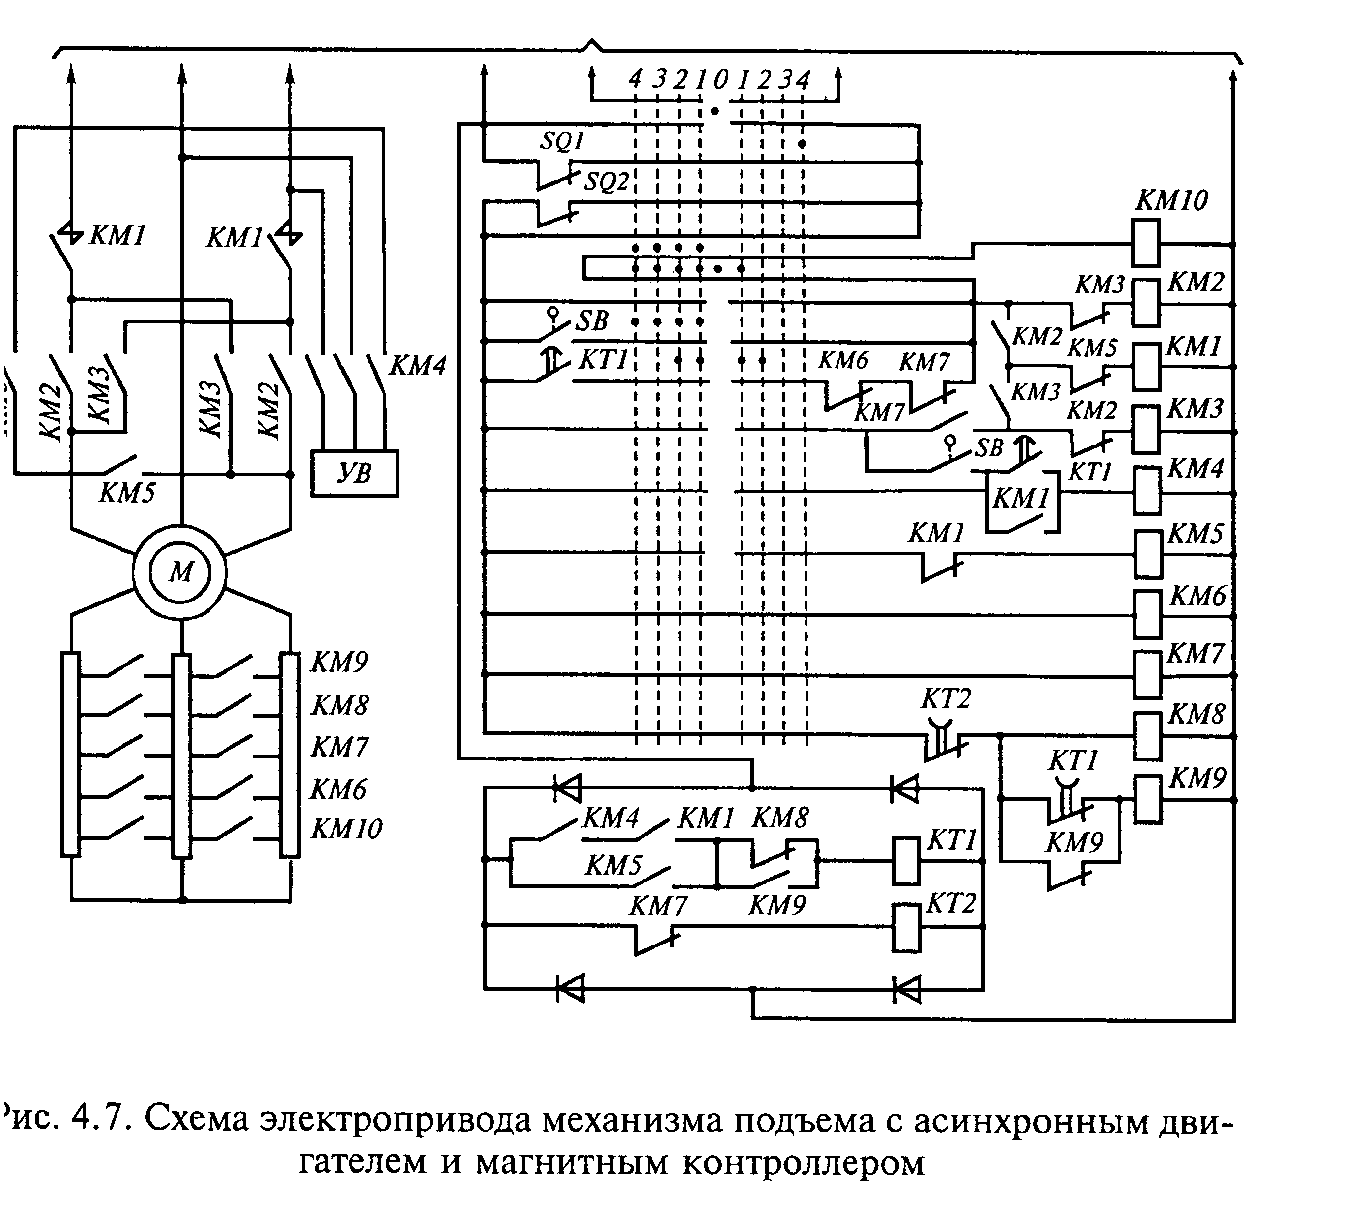 4 3 2 1 0 1 2 3 4
SQ1
SQ2
KM10
KM1
KM1
KM3
KM2
SB
KM2
KT1
KM5
KM1
KM4
KM6
KM7
KM2
KM3
KM3
KM2
KM7
KM3
KM2
KM3
SB
KT1
KM4
УВ
KM5
KM1
KM1
KM5
М
KM6
KM9
KM7
KM8
KT2
KM8
KM7
KT1
KM9
KM6
KM4
KM1
KM8
KM10
KT1
KM9
KM5
KM7
KM9
KT2
Рис. 4.7. Схема электропривода механизма подъема с асинхронным дви-
гателем и магнитным контроллером